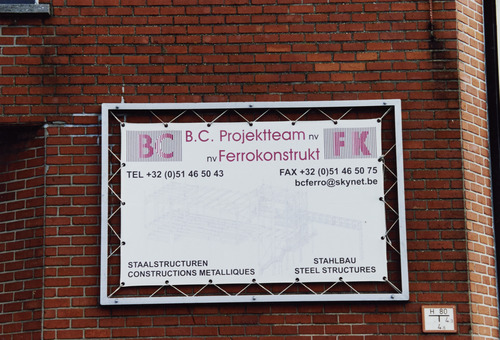 BC B.C. Projektteam nv FK
nv Ferrokonstrukt
TEL +32 (0)51 46 50 43 FAX +32 (0)51 46 50 75
bcferro@skynet.be
STAALSTRUCTUREN STAHLBAU
CONSTRUCTIONS METALLIQUES STEEL STRUCTURES
H 80